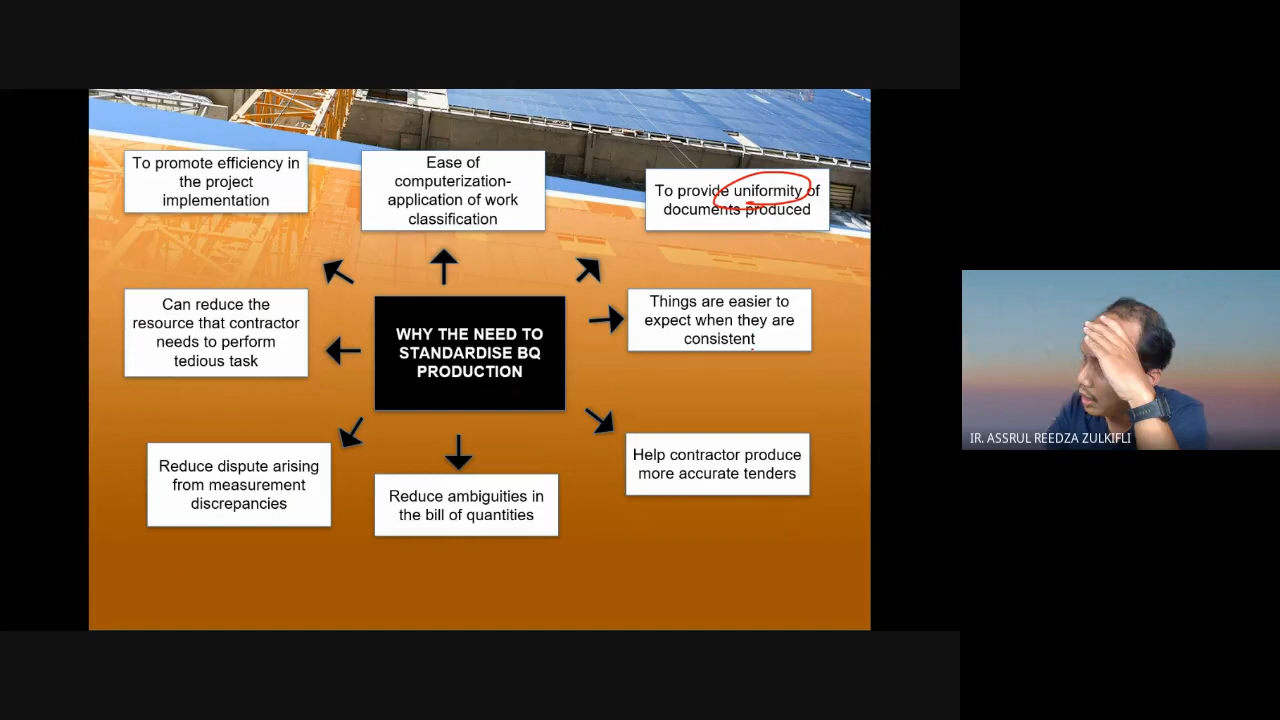 To promote efficiency in
the project
implementation
Ease of
computerization-
application of work
classification
To provide uniformity of
documents produced
Can reduce the
resource that contractor
needs to perform
tedious task
WHY THE NEED TO
STANDARDISE BQ
PRODUCTION
Things are easier to
expect when they are
consistent
Reduce dispute arising
from measurement
discrepancies
Reduce ambiguities in
the bill of quantities
Help contractor produce
more accurate tenders
IR. ASSRUL REEDZA ZULKIFLI